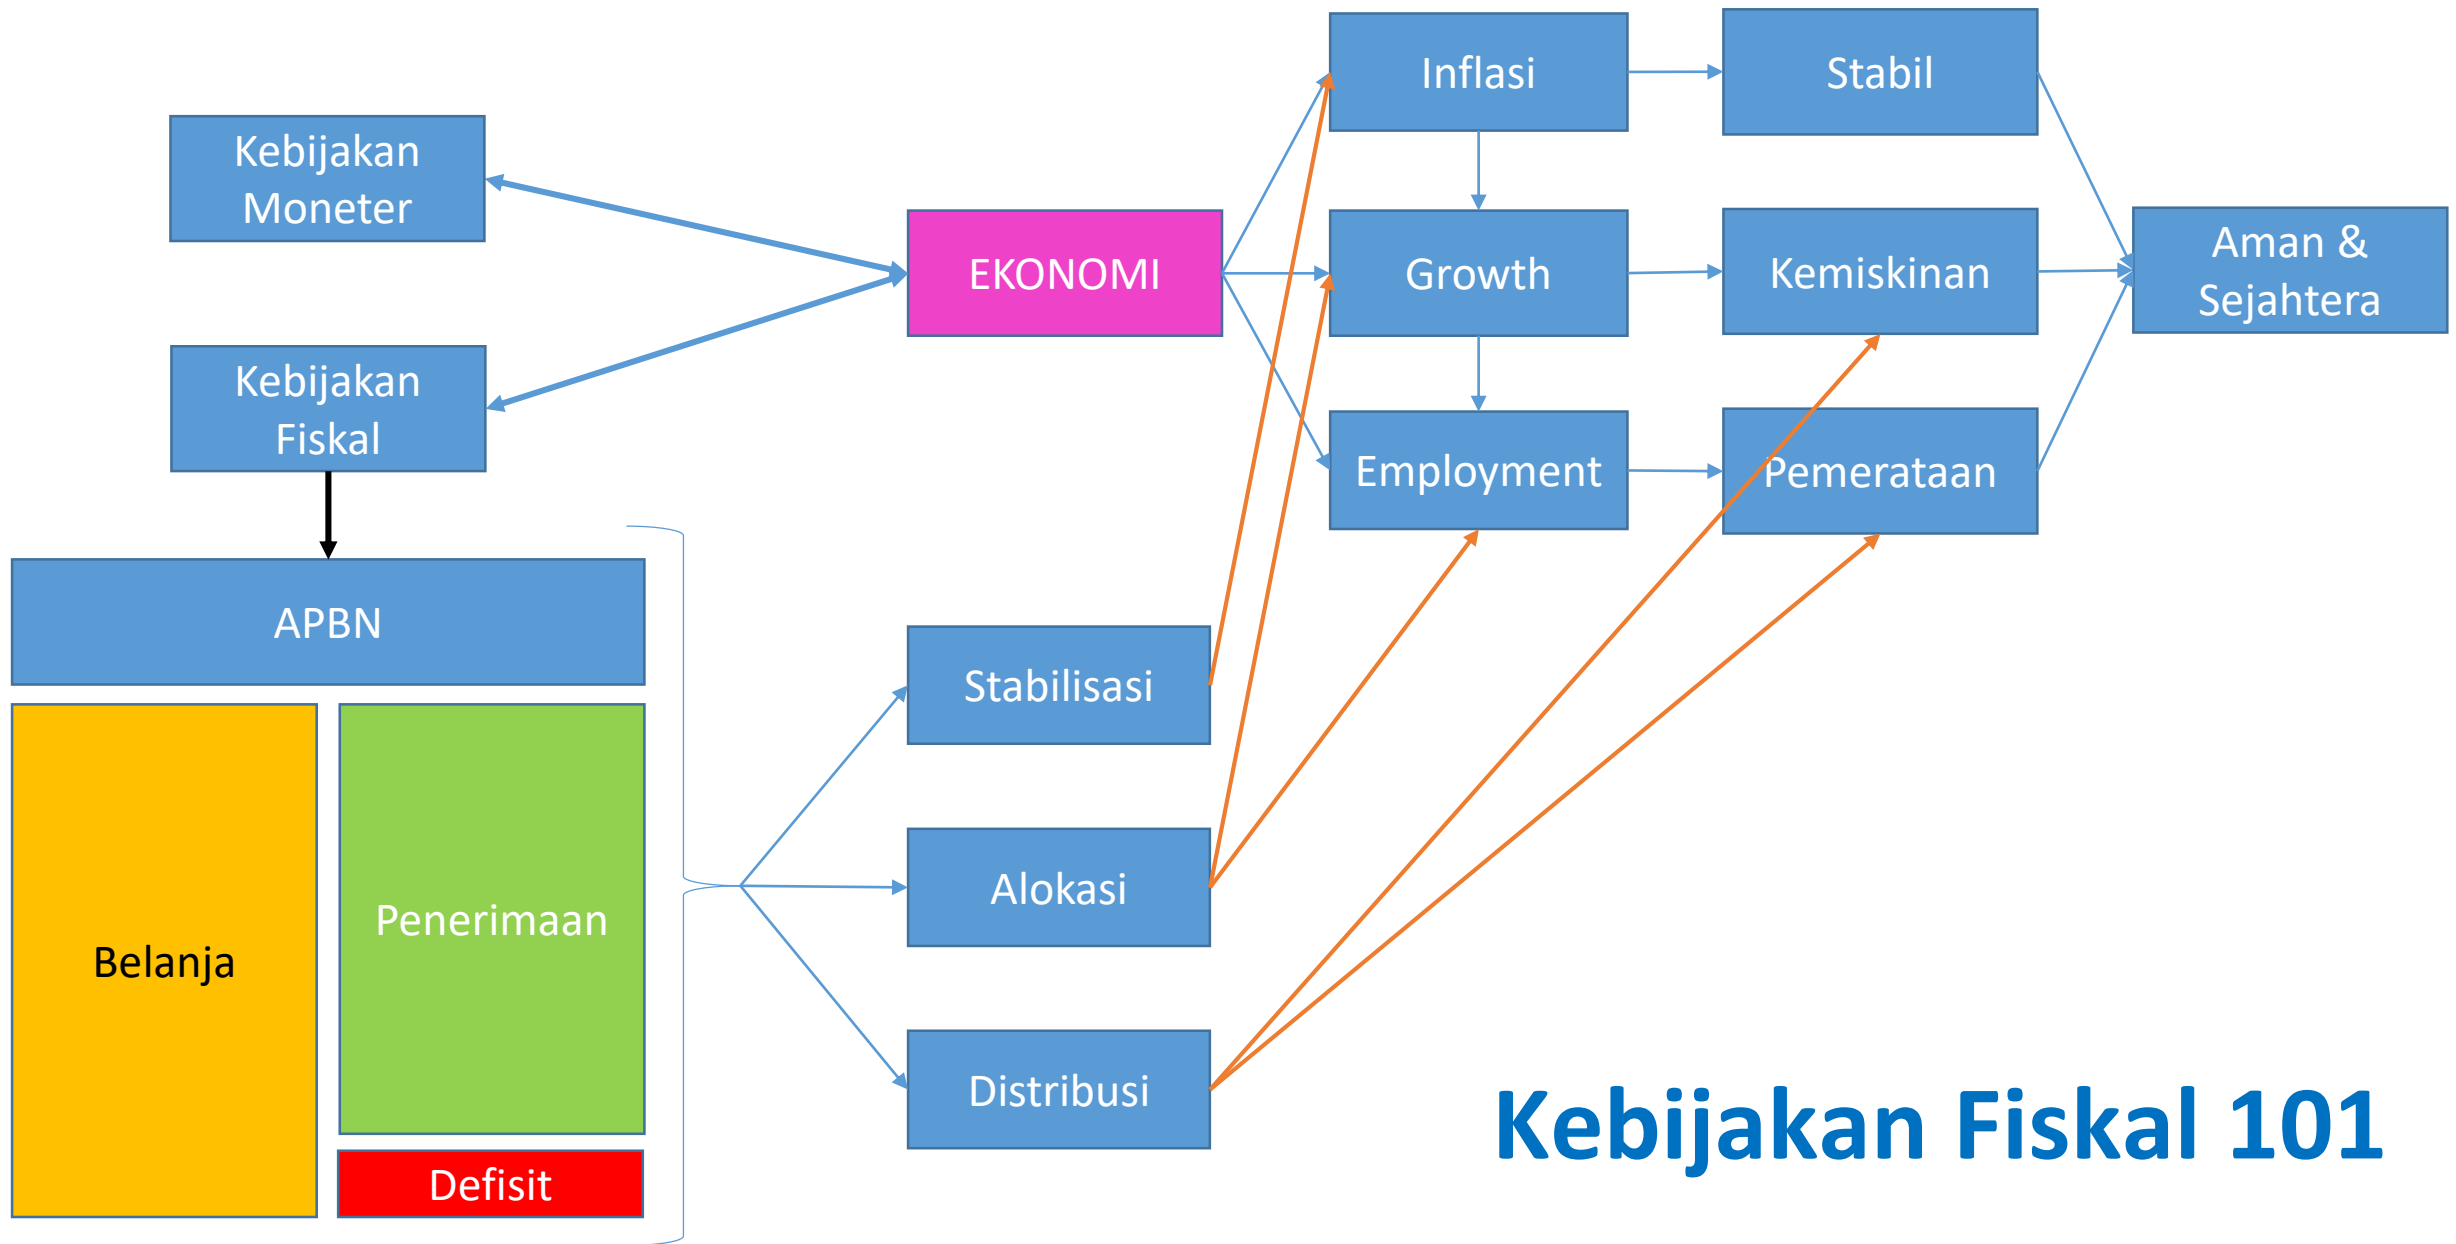 Kebijakan
Moneter
Kebijakan
Fiskal
APBN
Belanja
Penerimaan
Defisit
EKONOMI
Stabilisasi
Alokasi
Distribusi
Inflasi
Growth
Employment
Stabil
Kemiskinan
Pemerataan
Aman &
Sejahtera
Kebijakan Fiskal 101